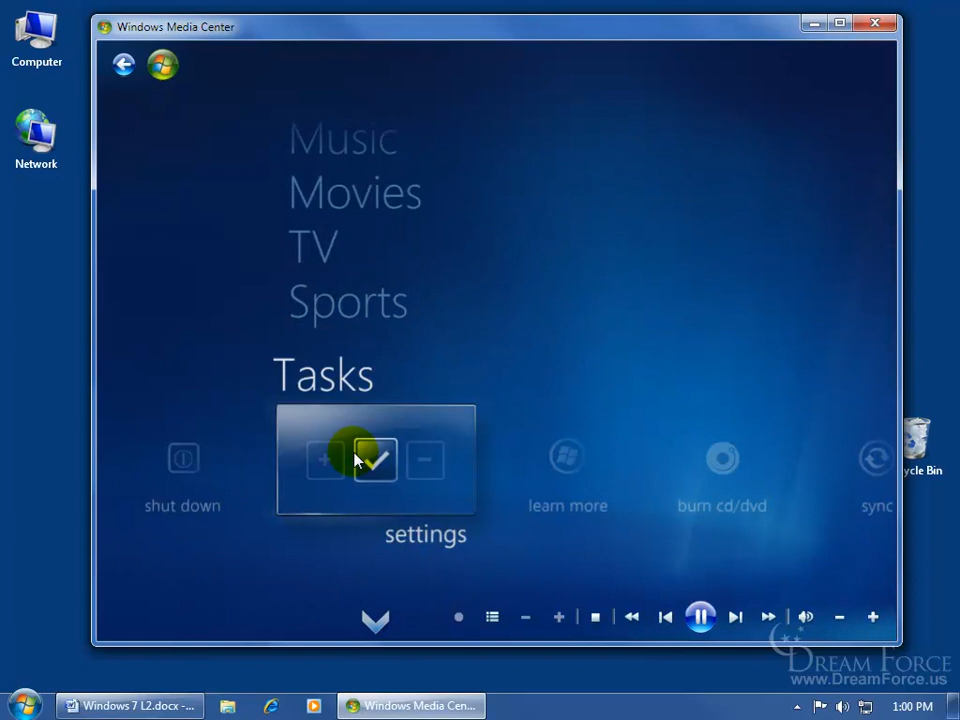 Windows Media Center
Computer
Network
Music
Movies
TV
Sports
Tasks
shut down
settings
learn more
burn cd/dvd
sync
cycle Bin
DREAM FORCE
www.DreamForce.us
Windows 7 L2.docx -...
Windows Media Cen...
1:00 PM